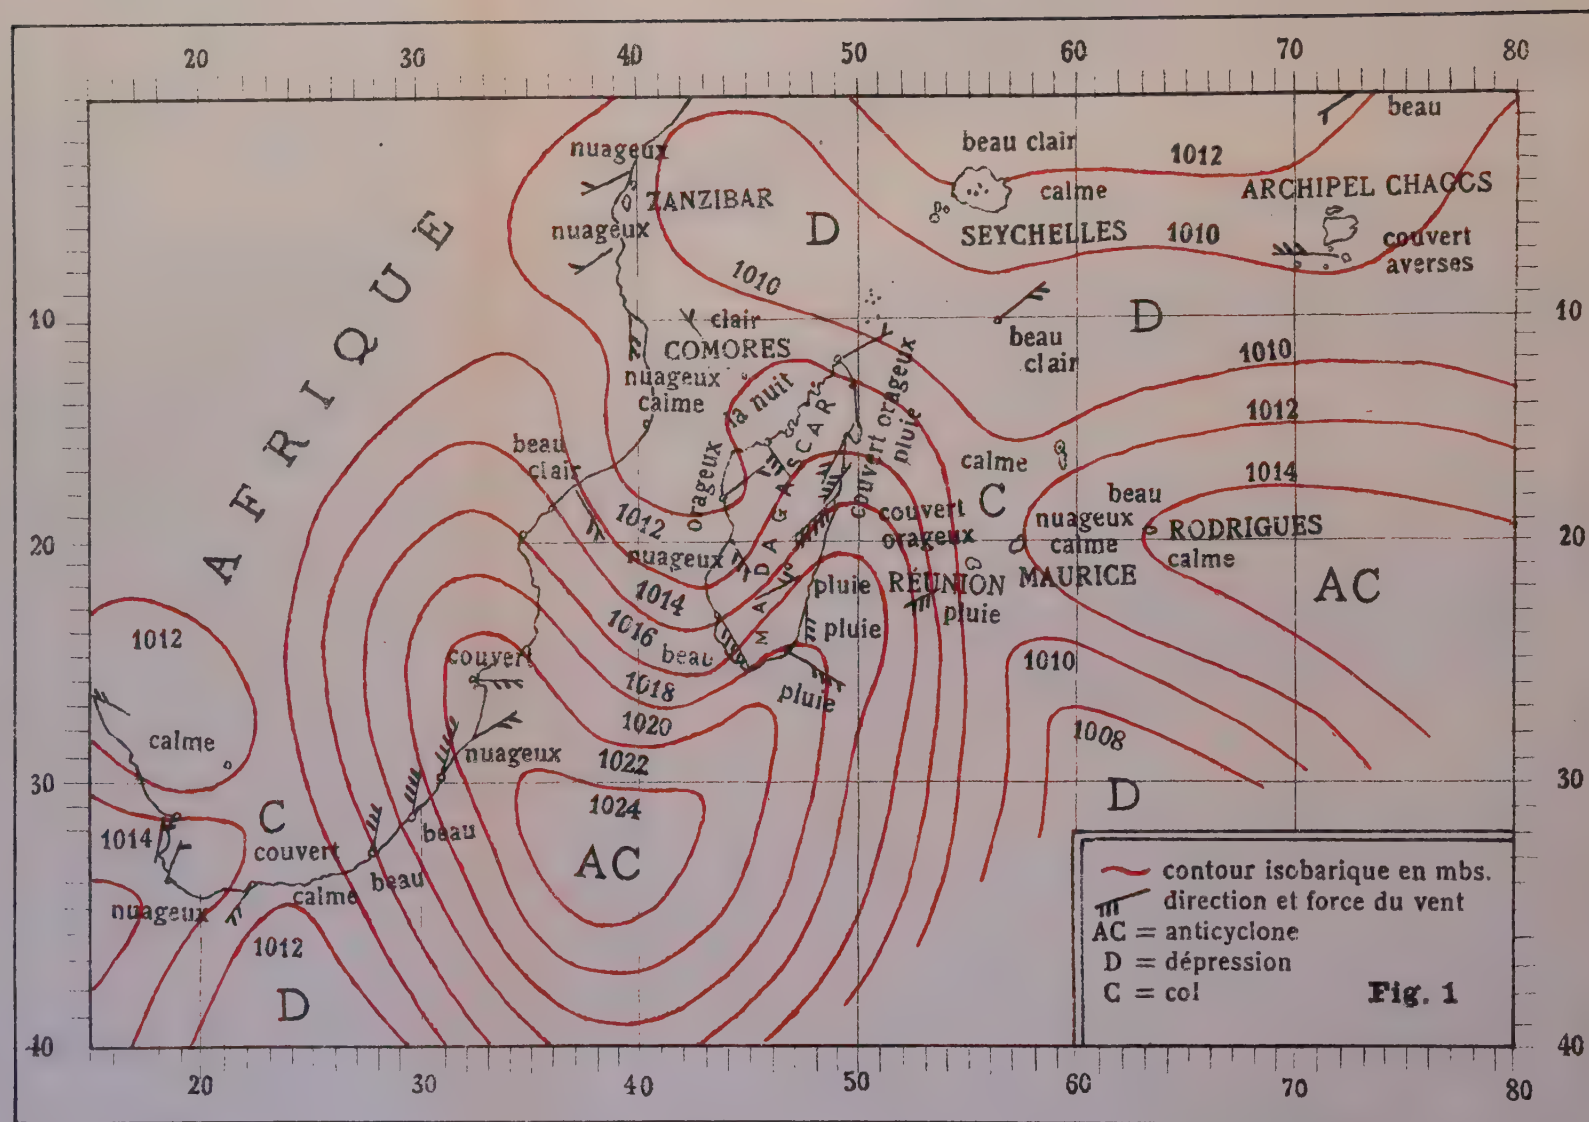 20 30 40 50 60 70 80
beau
nuageux
beau clair
1012
calme
ARCHIPEL CHAGOS
ZANZIBAR
nuageux
D
SEYCHELLES
1010
couvert
averses
1010
10
clair
D
10
COMORES
beau
clair
1010
nuageux
calme
la nuit
couvert orageux
pluie
AFRIQUE
1012
beau
clair
orageux
MADAGASCAR
calme
1014
C
beau
1012
couvert
orageux
nuageux
calme
RODRIGUES
calme
20
nuageux
20
RÉUNION
MAURICE
AC
1014
pluie
pluie
1016
pluie
1012
beau
1010
couvert
1018
pluie
1020
1008
calme
nuageux
1022
30
30
1024
D
C
1014
couvert
beau
AC
calme
beau
nuageux
1012
D
contour isobarique en mbs.
direction et force du vent
AC = anticyclone
D = dépression
C = col
Fig. 1
40
40
20 30 40 50 60 70 80